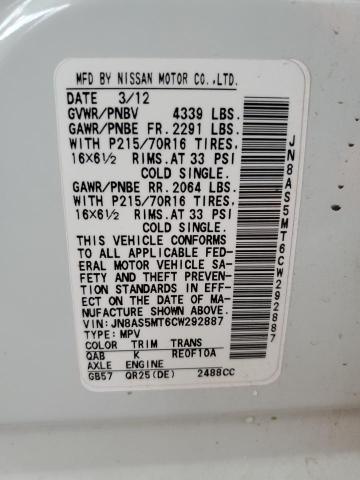 MFD BY NISSAN MOTOR CO.,LTD.
DATE 3/12
GVWR/PNBV 4339 LBS.
GAWR/PNBE FR. 2291 LBS.
WITH P215/70R16 TIRES,
16X6½ RIMS.AT 33 PSI
COLD SINGLE.
GAWR/PNBE RR. 2064 LBS.
WITH P215/70R16 TIRES,
16X6½ RIMS.AT 33 PSI
COLD SINGLE.
THIS VEHICLE CONFORMS
TO ALL APPLICABLE FED-
ERAL MOTOR VEHICLE SA-
FETY AND THEFT PREVEN-
TION STANDARDS IN EFF-
ECT ON THE DATE OF MA-
NUFACTURE SHOWN ABOVE.
VIN: JN8AS5MT6CW292887
TYPE: MPV
COLOR TRIM TRANS
QAB K RE0F10A
AXLE ENGINE
GB57 QR25(DE) 2488CC
JN8AS5MT6CW292887